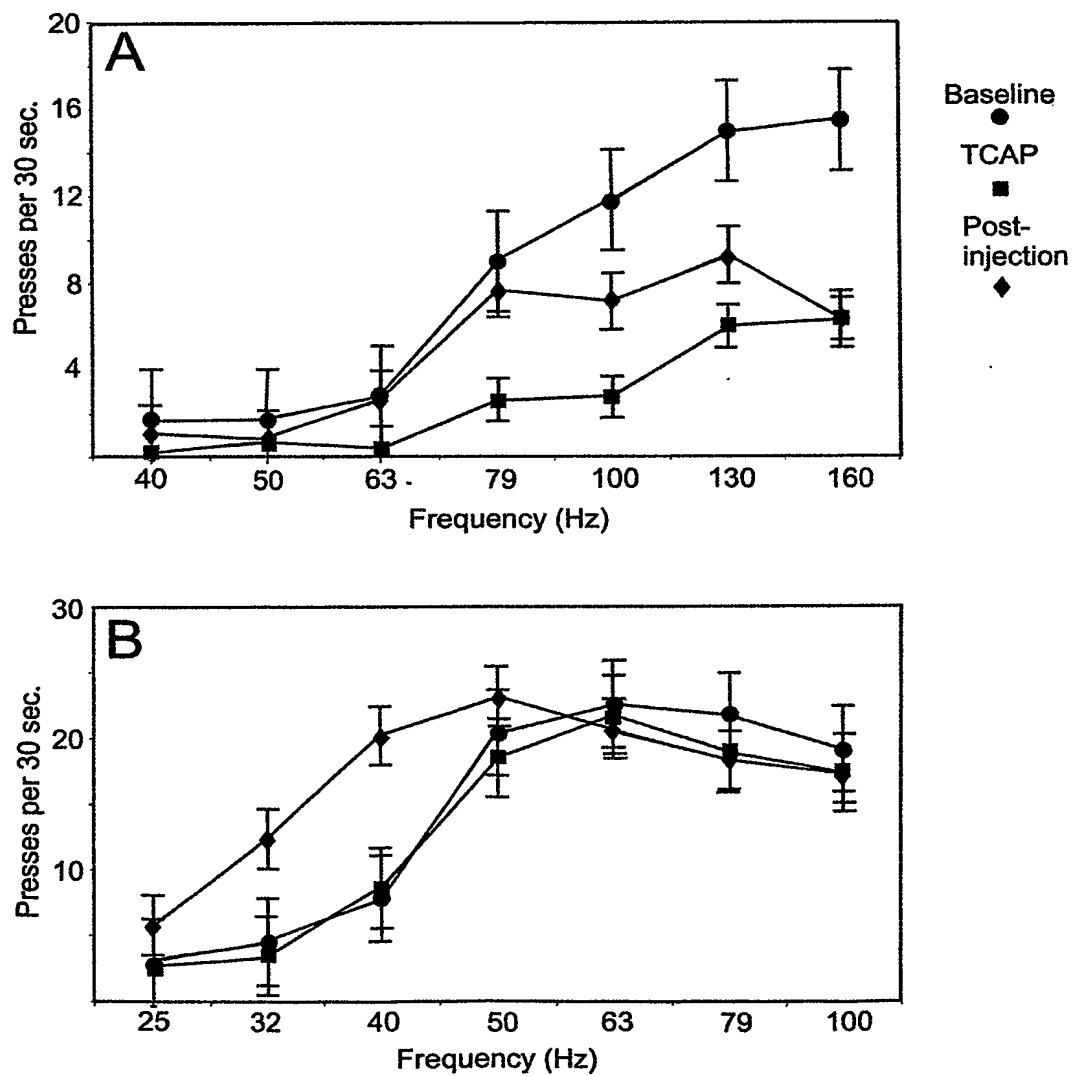 A
20
16
12
8
4
Presses per 30 sec.
40 50 63 79 100 130 160
Frequency (Hz)
Baseline
TCAP
Post-
injection
B
30
20
10
Presses per 30 sec.
25 32 40 50 63 79 100
Frequency (Hz)